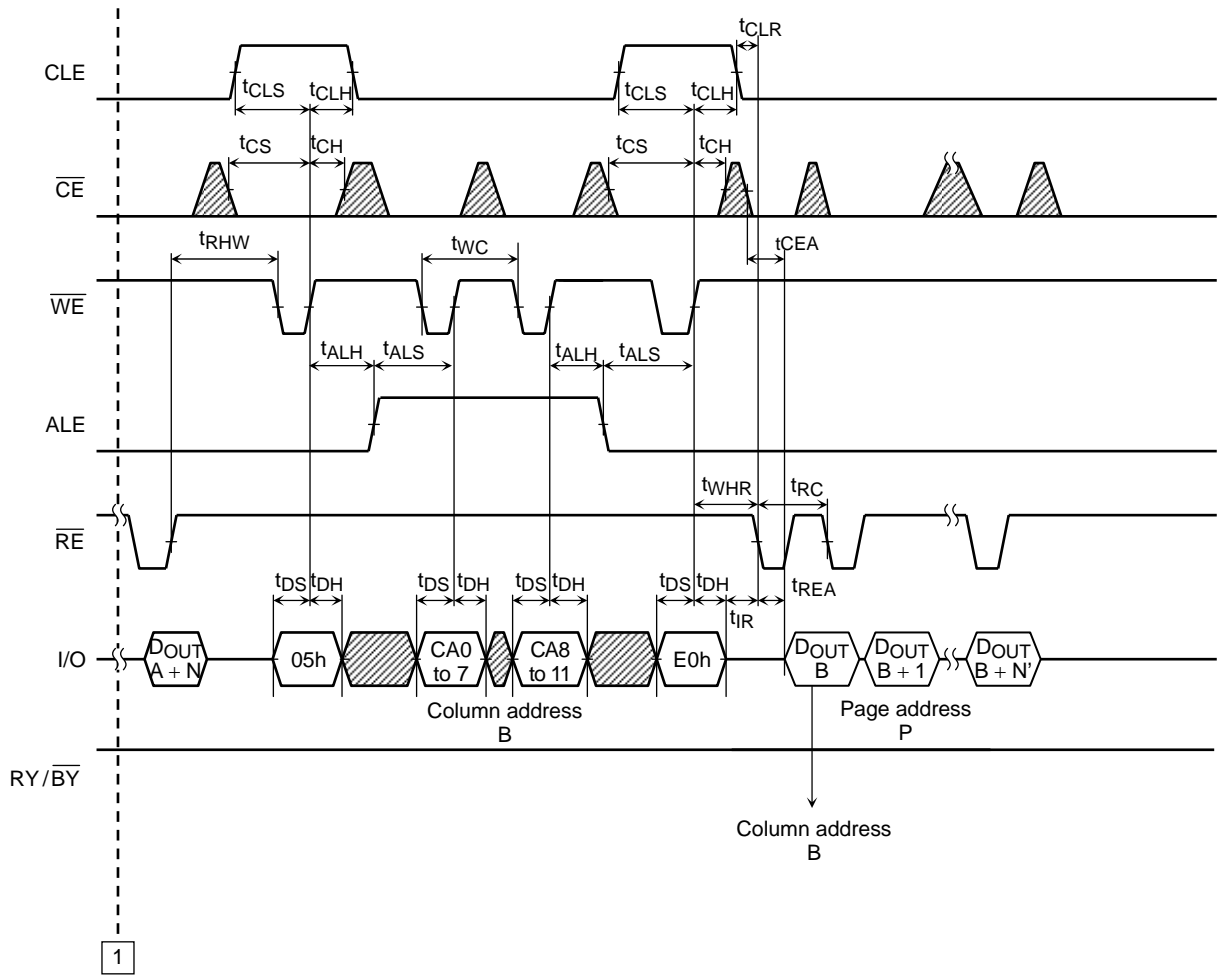 tCLR
CLE
tCLS tCLH tCLS tCLH
tCS tCH tCS tCH
CE
tRHW tWC tCEA
WE
tALH tALS tALH tALS
ALE
tWHR tRC
RE
tDS tDH tDS tDH tDS tDH tDS tDH tREA
tIR
I/O
DOUT
A + N
05h
CA0
to 7
CA8
to 11
E0h
DOUT
B
DOUT
B + 1
DOUT
B + N'
Column address
B
Page address
P
RY/BY
Column address
B
1